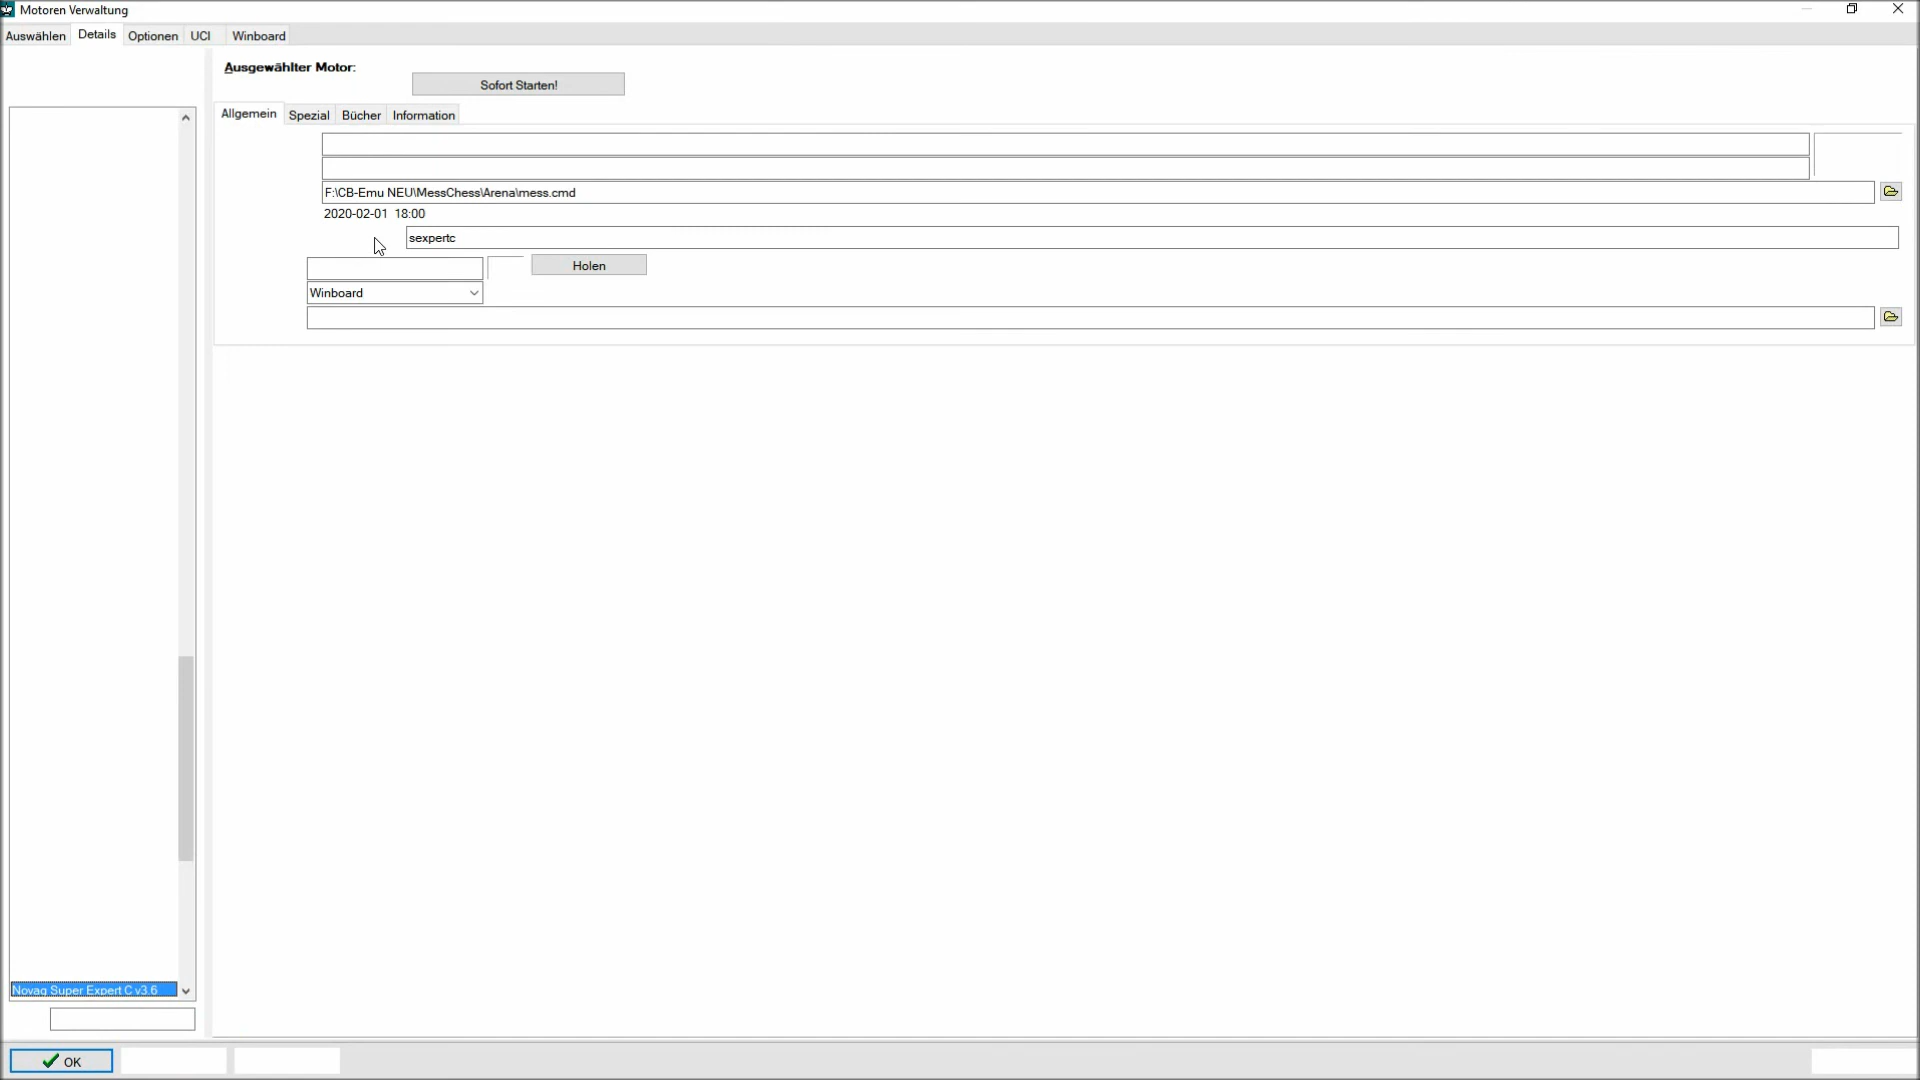 Motoren Verwaltung
Auswählen Details Optionen UCI Winboard
Ausgewählter Motor:
Sofort Starten!
Allgemein Spezial Bücher Information
F:\CB-Emu NEU\MessChess\Arena\mess.cmd
2020-02-01 18:00
sexpertc
Holen
Winboard
Novag Super Expert C v3.6
OK